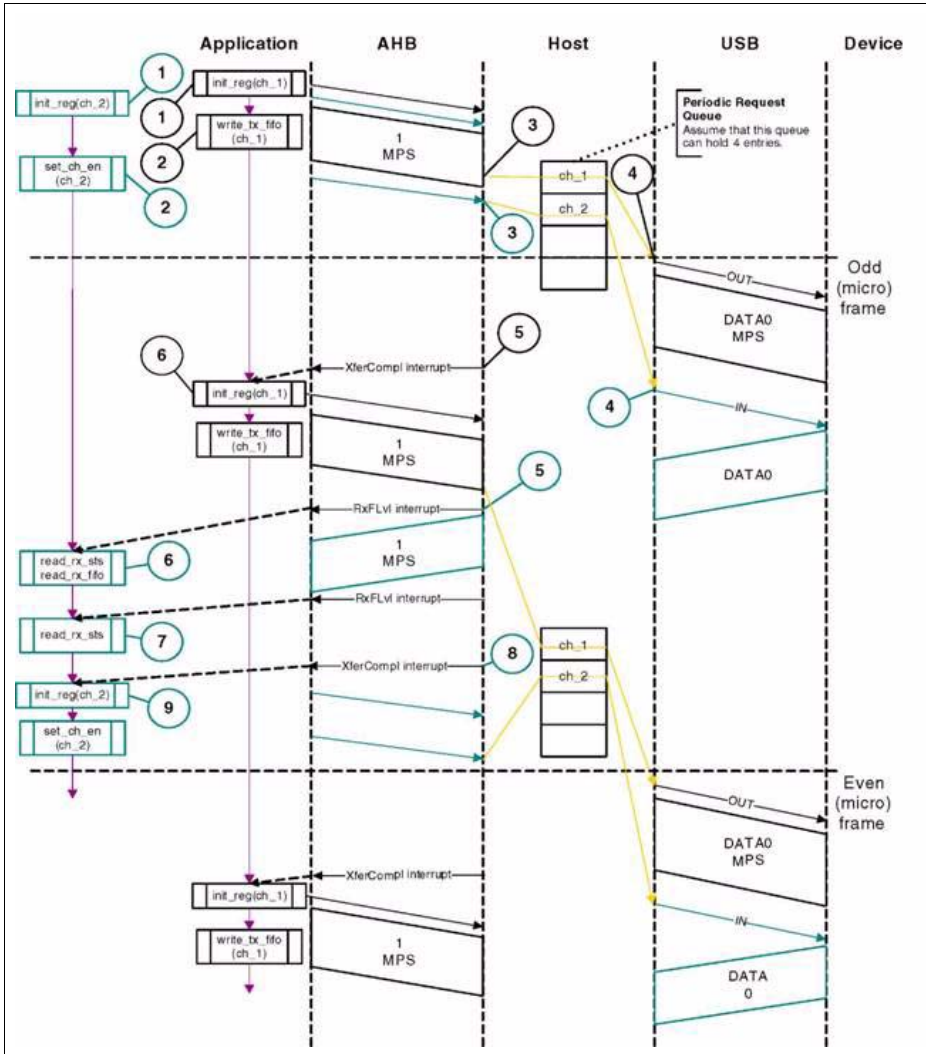 Application AHB Host USB Device
1
init_reg(ch_2)
1
init_reg(ch_1)
2
write_tx_fifo
(ch_1)
set_ch_en
(ch_2)
2
1
MPS
3
3
Periodic Request
Queue
Assume that this queue
can hold 4 entries.
4
ch_1
ch_2
Odd
(micro)
frame
OUT
DATA0
MPS
5
XferCompl interrupt
6
init_reg(ch_1)
write_tx_fifo
(ch_1)
1
MPS
4
IN
DATA0
5
RxFLvl interrupt
1
MPS
read_rx_sts
read_rx_fifo
6
RxFLvl interrupt
read_rx_sts
7
XferCompl interrupt
8
init_reg(ch_2)
9
set_ch_en
(ch_2)
ch_1
ch_2
Even
(micro)
frame
OUT
DATA0
MPS
XferCompl interrupt
init_reg(ch_1)
write_tx_fifo
(ch_1)
1
MPS
IN
DATA
0